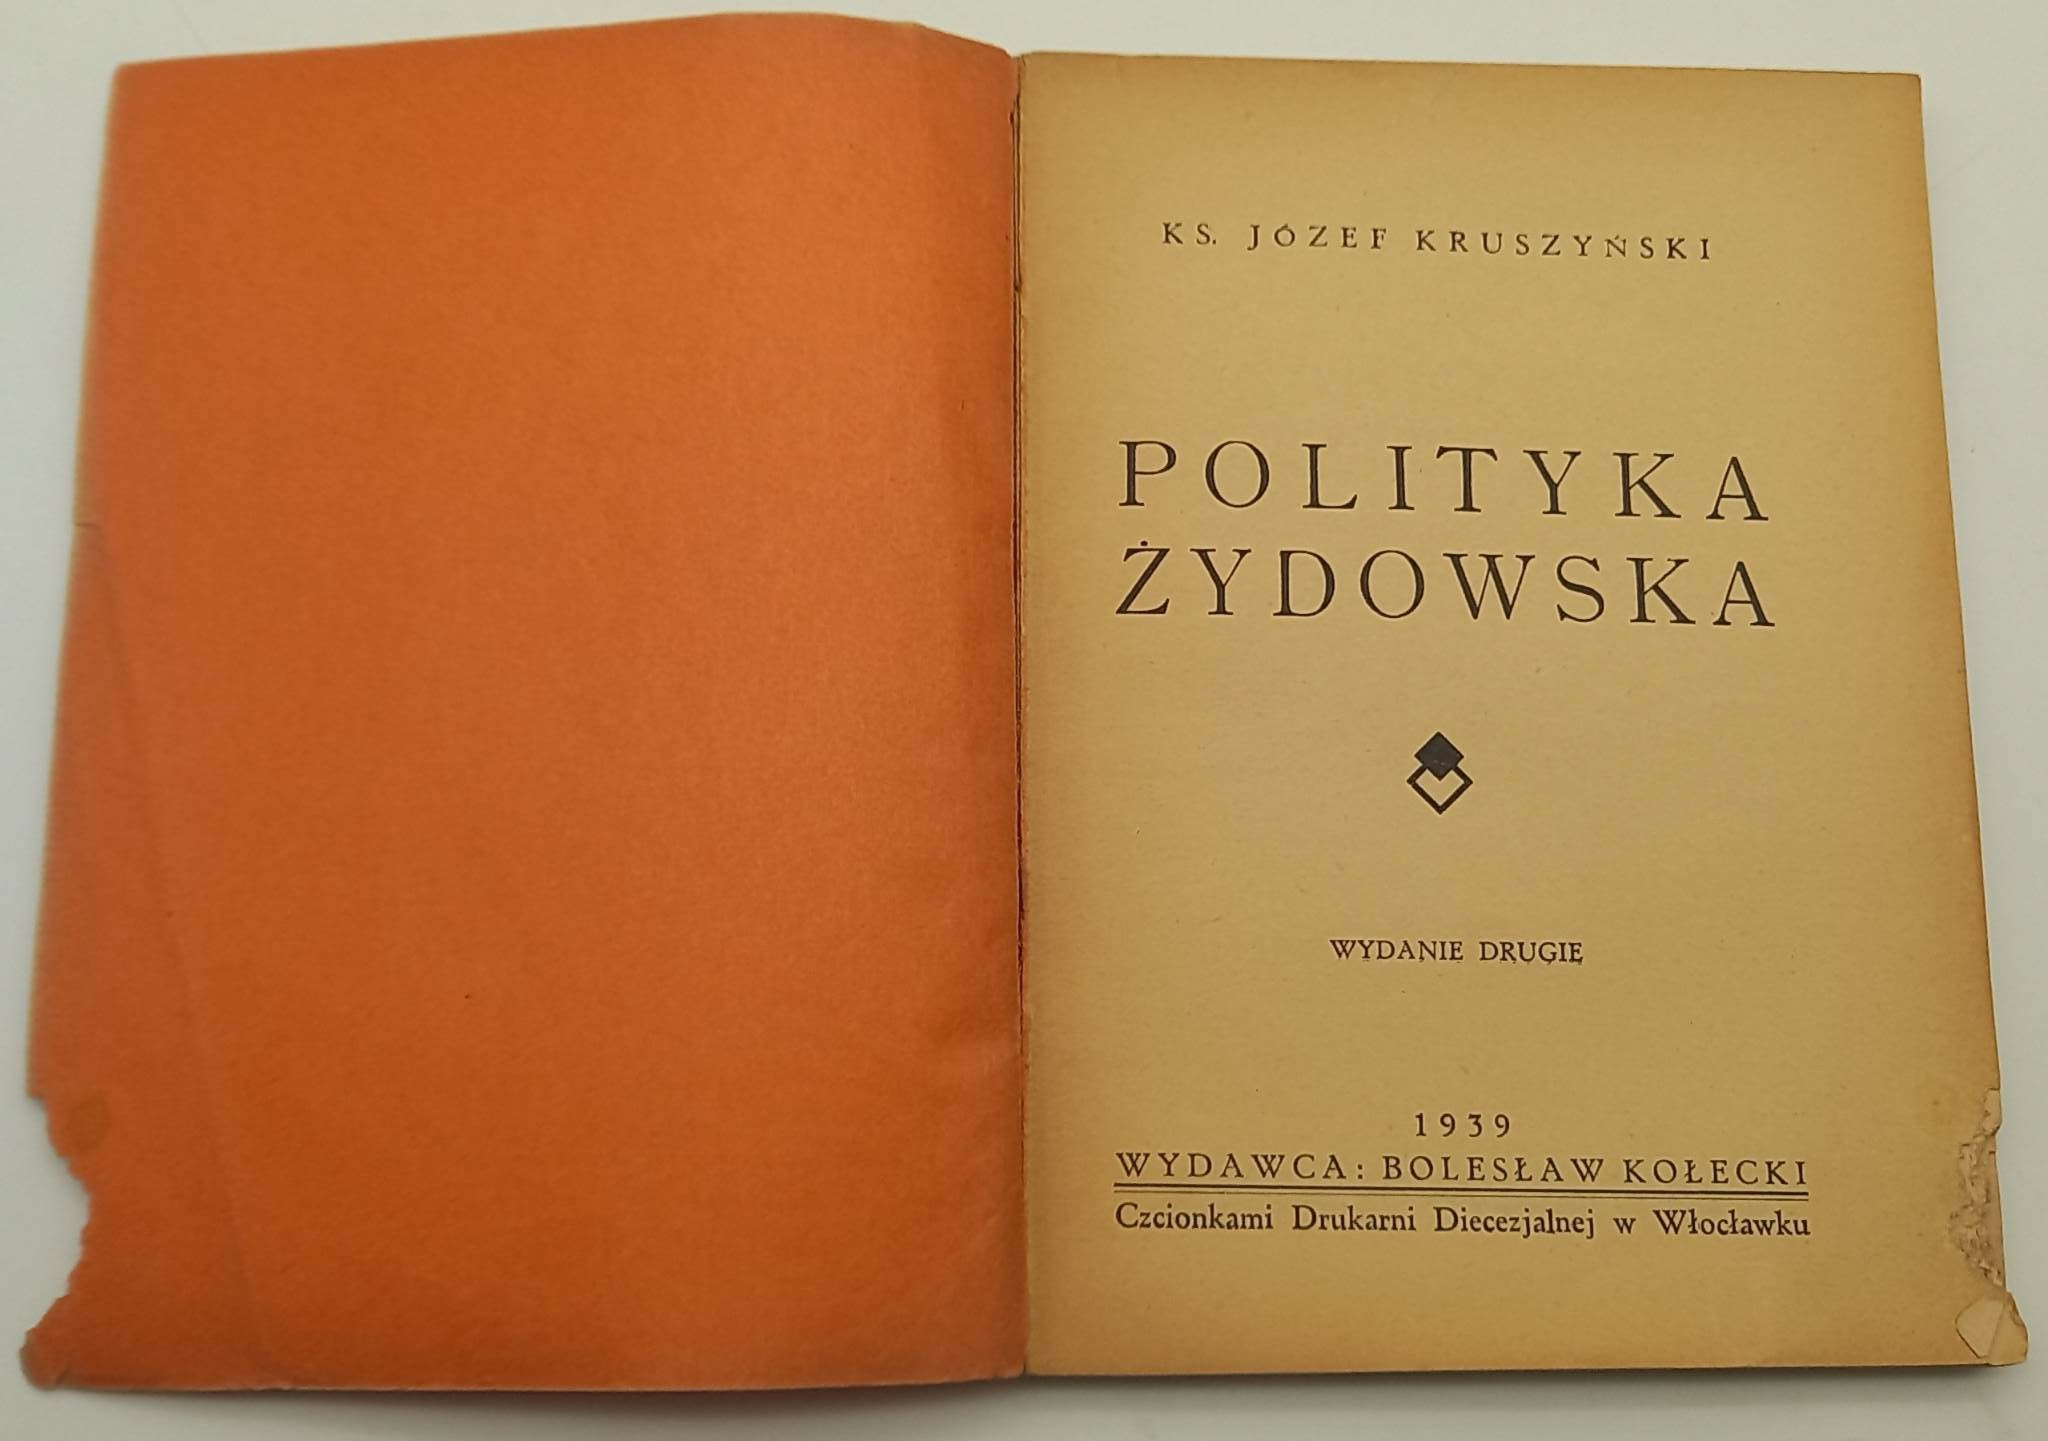 KS. JÓZEF KRUSZYŃSKI
POLITYKA
ŻYDOWSKA
WYDANIE DRUGIE
1939
WYDAWCA: BOLESŁAW KOŁECKI
Czcionkami Drukarni Diecezjalnej w Włocławku